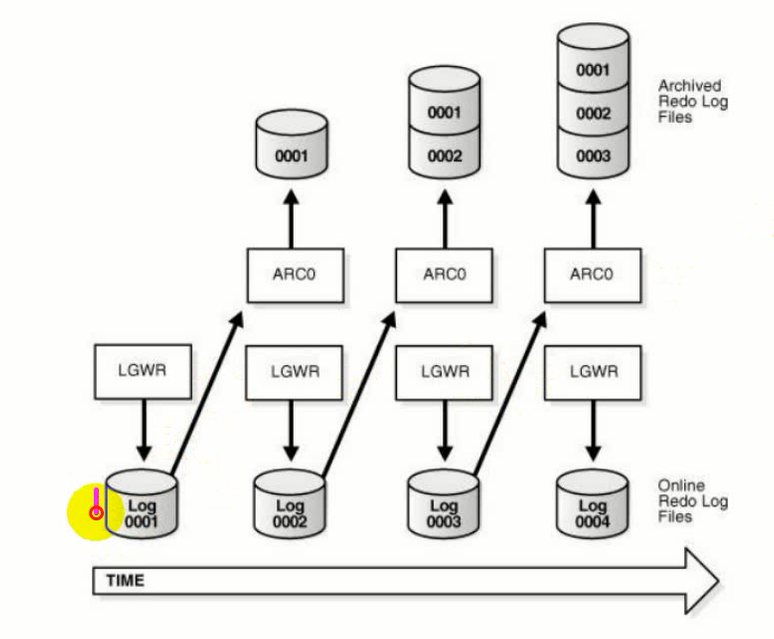 0001
0001
0002
0001
0002
0003
Archived
Redo Log
Files
ARC0
ARC0
ARC0
LGWR
LGWR
LGWR
LGWR
Log
0001
Log
0002
Log
0003
Log
0004
Online
Redo Log
Files
TIME